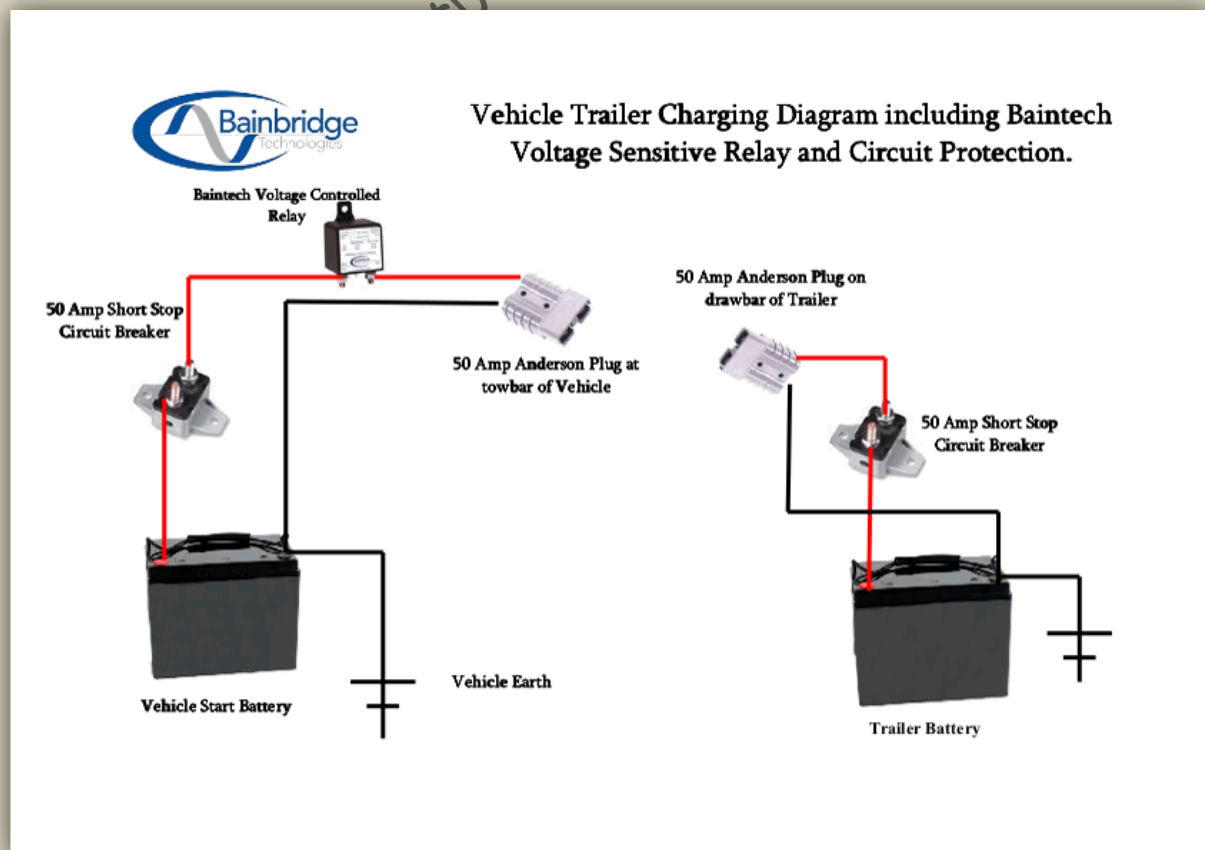 Bainbridge
Technologies
Vehicle Trailer Charging Diagram including Baintech
Voltage Sensitive Relay and Circuit Protection.
Baintech Voltage Controlled
Relay
50 Amp Short Stop
Circuit Breaker
50 Amp Anderson Plug at
towbar of Vehicle
50 Amp Anderson Plug on
drawbar of Trailer
50 Amp Short Stop
Circuit Breaker
Vehicle Start Battery
Vehicle Earth
Trailer Battery